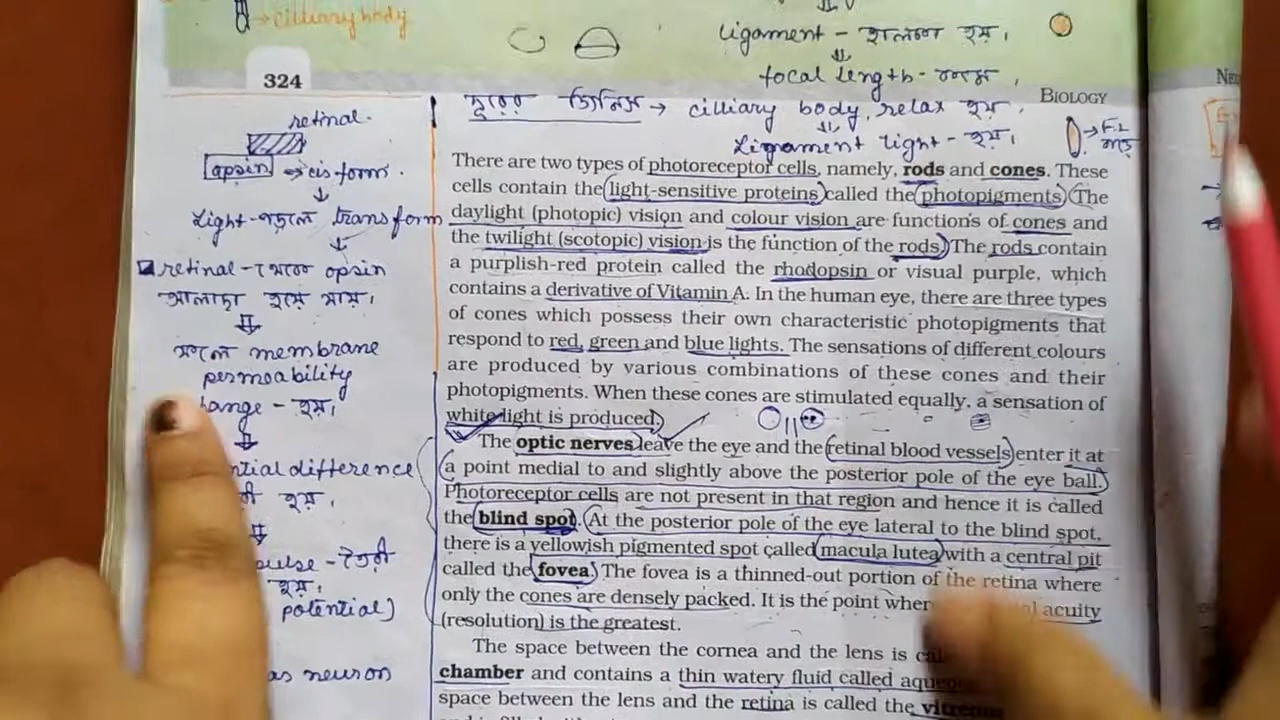 → cilliary body
ligament - হালকা হয়।
focal length - কমে,
324
BIOLOGY
দূরের জিনিস → cilliary body, relax হয়,
Ligament tight - হয়।
→ F.L
retinal.
opsin → cis form.
Light - পড়লে transform
retinal - থেকে opsin
আলাদা হয়ে যায়।
ফলে membrane
permeability
hange - হয়।
ntial difference
হয়।
pulse - তৈরী
হয়।
potential)
as neuron
There are two types of photoreceptor cells, namely, rods and cones. These
cells contain the light-sensitive proteins called the photopigments. The
daylight (photopic) vision and colour vision are functions of cones and
the twilight (scotopic) vision is the function of the rods. The rods contain
a purplish-red protein called the rhodopsin or visual purple, which
contains a derivative of Vitamin A. In the human eye, there are three types
of cones which possess their own characteristic photopigments that
respond to red, green and blue lights. The sensations of different colours
are produced by various combinations of these cones and their
photopigments. When these cones are stimulated equally, a sensation of
white light is produced.
The optic nerves leave the eye and the retinal blood vessels enter it at
a point medial to and slightly above the posterior pole of the eye ball.
Photoreceptor cells are not present in that region and hence it is called
the blind spot. At the posterior pole of the eye lateral to the blind spot,
there is a yellowish pigmented spot called macula lutea with a central pit
called the fovea. The fovea is a thinned-out portion of the retina where
only the cones are densely packed. It is the point where acuity
(resolution) is the greatest.
The space between the cornea and the lens is
chamber and contains a thin watery fluid called
space between the lens and the retina is called the